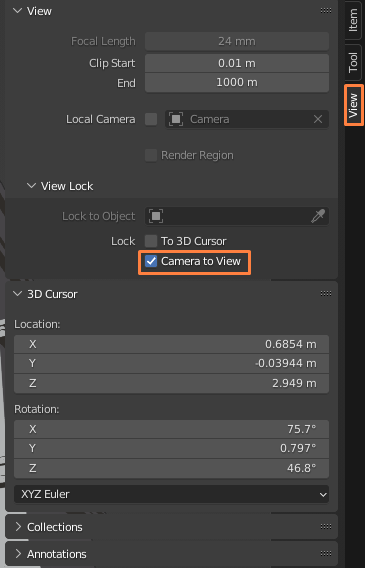 View
Item
Focal Length 24 mm
Clip Start 0.01 m
Tool
End 1000 m
View
Local Camera Camera
Render Region
View Lock
Lock to Object
Lock To 3D Cursor
Camera to View
3D Cursor
Location:
X 0.6854 m
Y -0.03944 m
Z 2.949 m
Rotation:
X 75.7°
Y 0.797°
Z 46.8°
XYZ Euler
Collections
Annotations